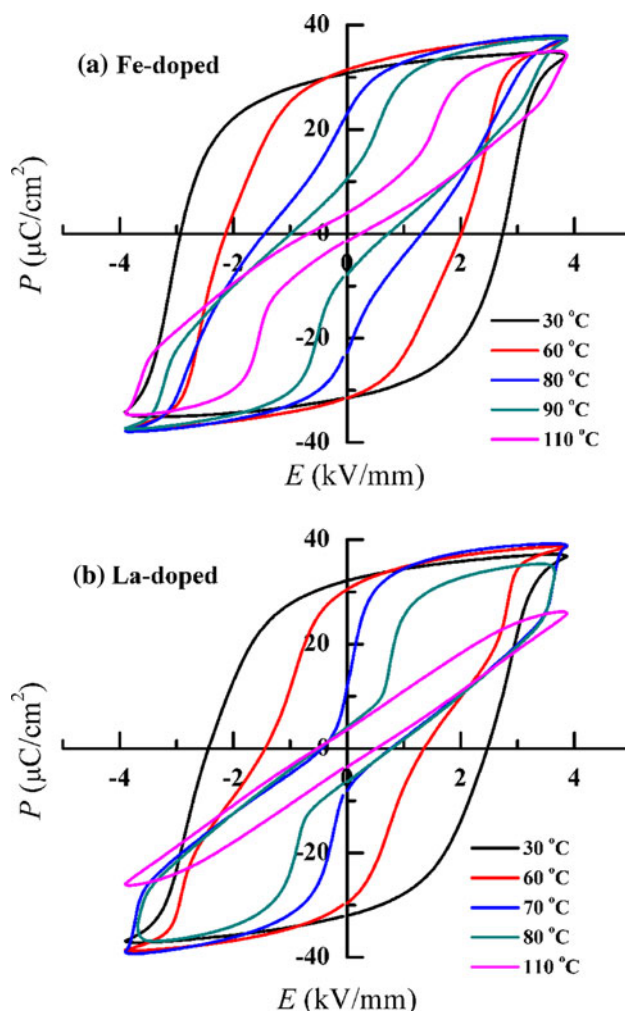 40
(a) Fe-doped
20
P (μC/cm²)
-4 -2 0 2 4
-20
-40
30 °C
60 °C
80 °C
90 °C
110 °C
E (kV/mm)
40
(b) La-doped
20
P (μC/cm²)
-4 -2 0 2 4
-20
-40
30 °C
60 °C
70 °C
80 °C
110 °C
E (kV/mm)